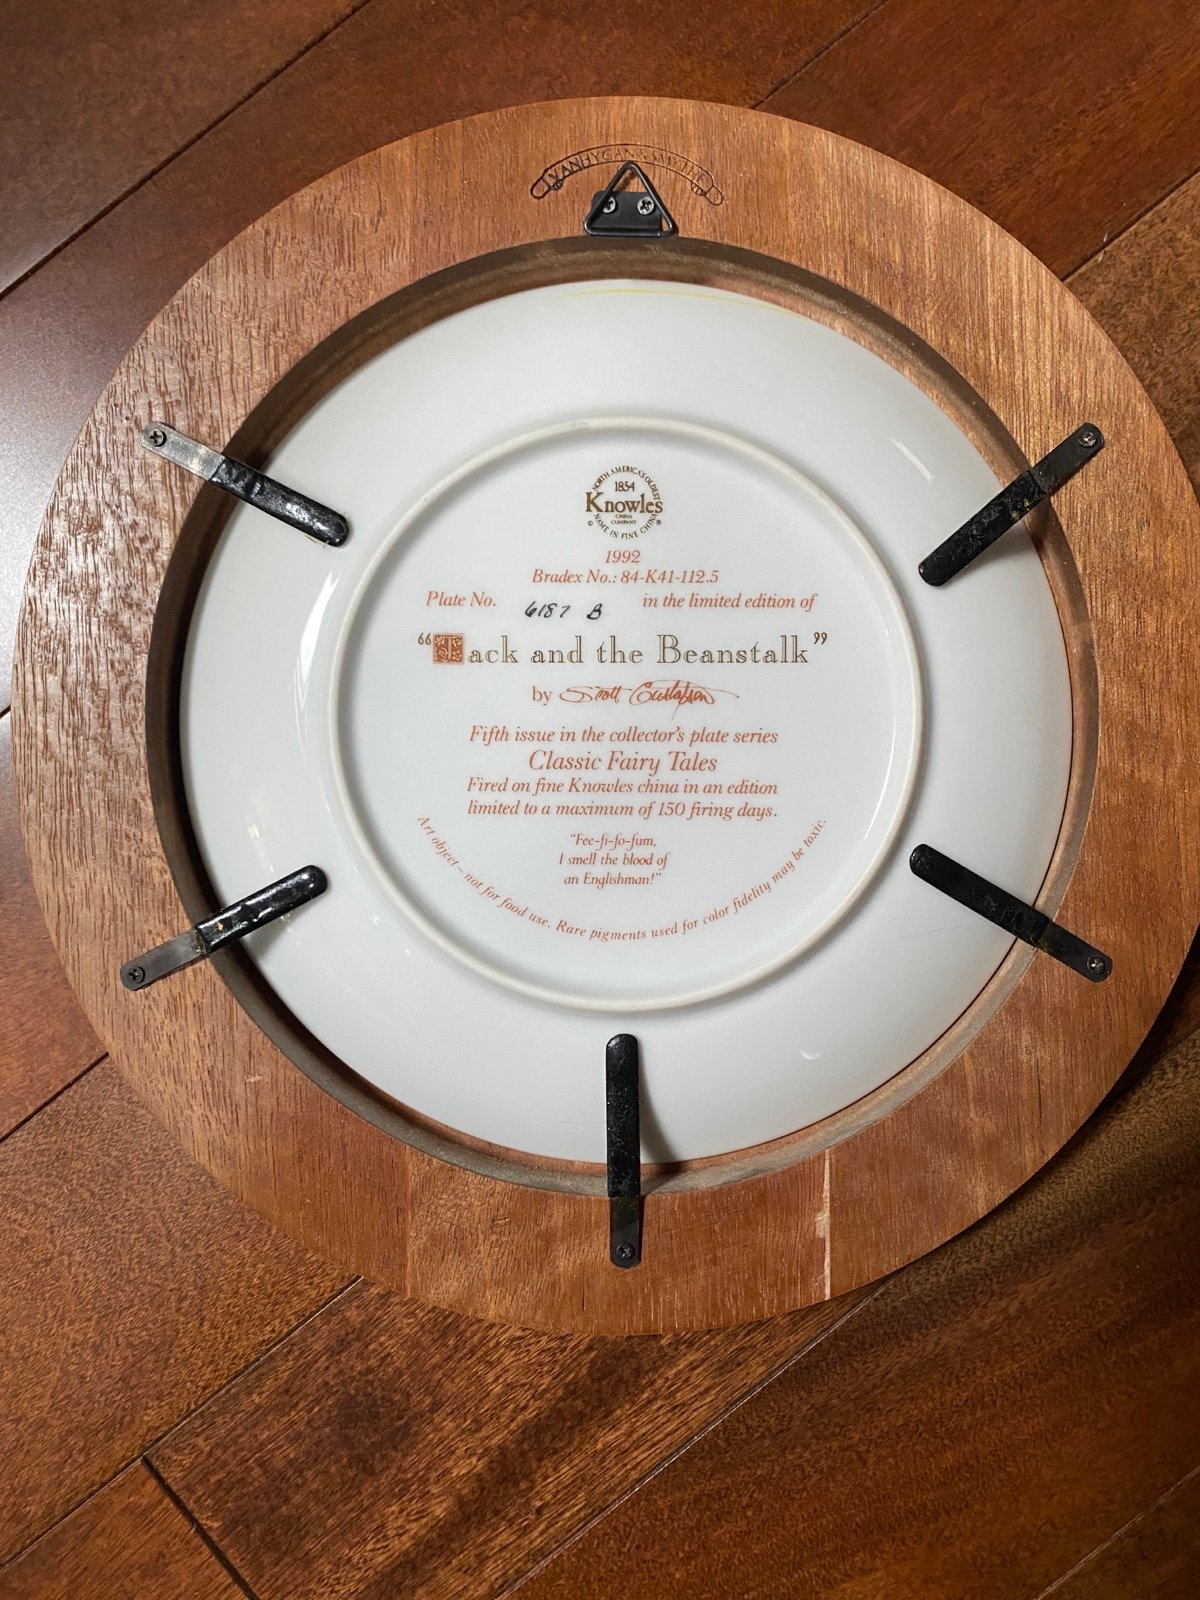 VANHYGAN & SMYTHE
NORTH AMERICA'S OLDEST
1854
Knowles
CHINA
COMPANY
© NAME IN FINE CHINA ®
1992
Bradex No.: 84-K41-112.5
Plate No. 6187 B in the limited edition of
“Jack and the Beanstalk”
by Scott Gustafson
Fifth issue in the collector's plate series
Classic Fairy Tales
Fired on fine Knowles china in an edition
limited to a maximum of 150 firing days.
“Fee-fi-fo-fum,
I smell the blood of
an Englishman!”
Art object – not for food use. Rare pigments used for color fidelity may be toxic.